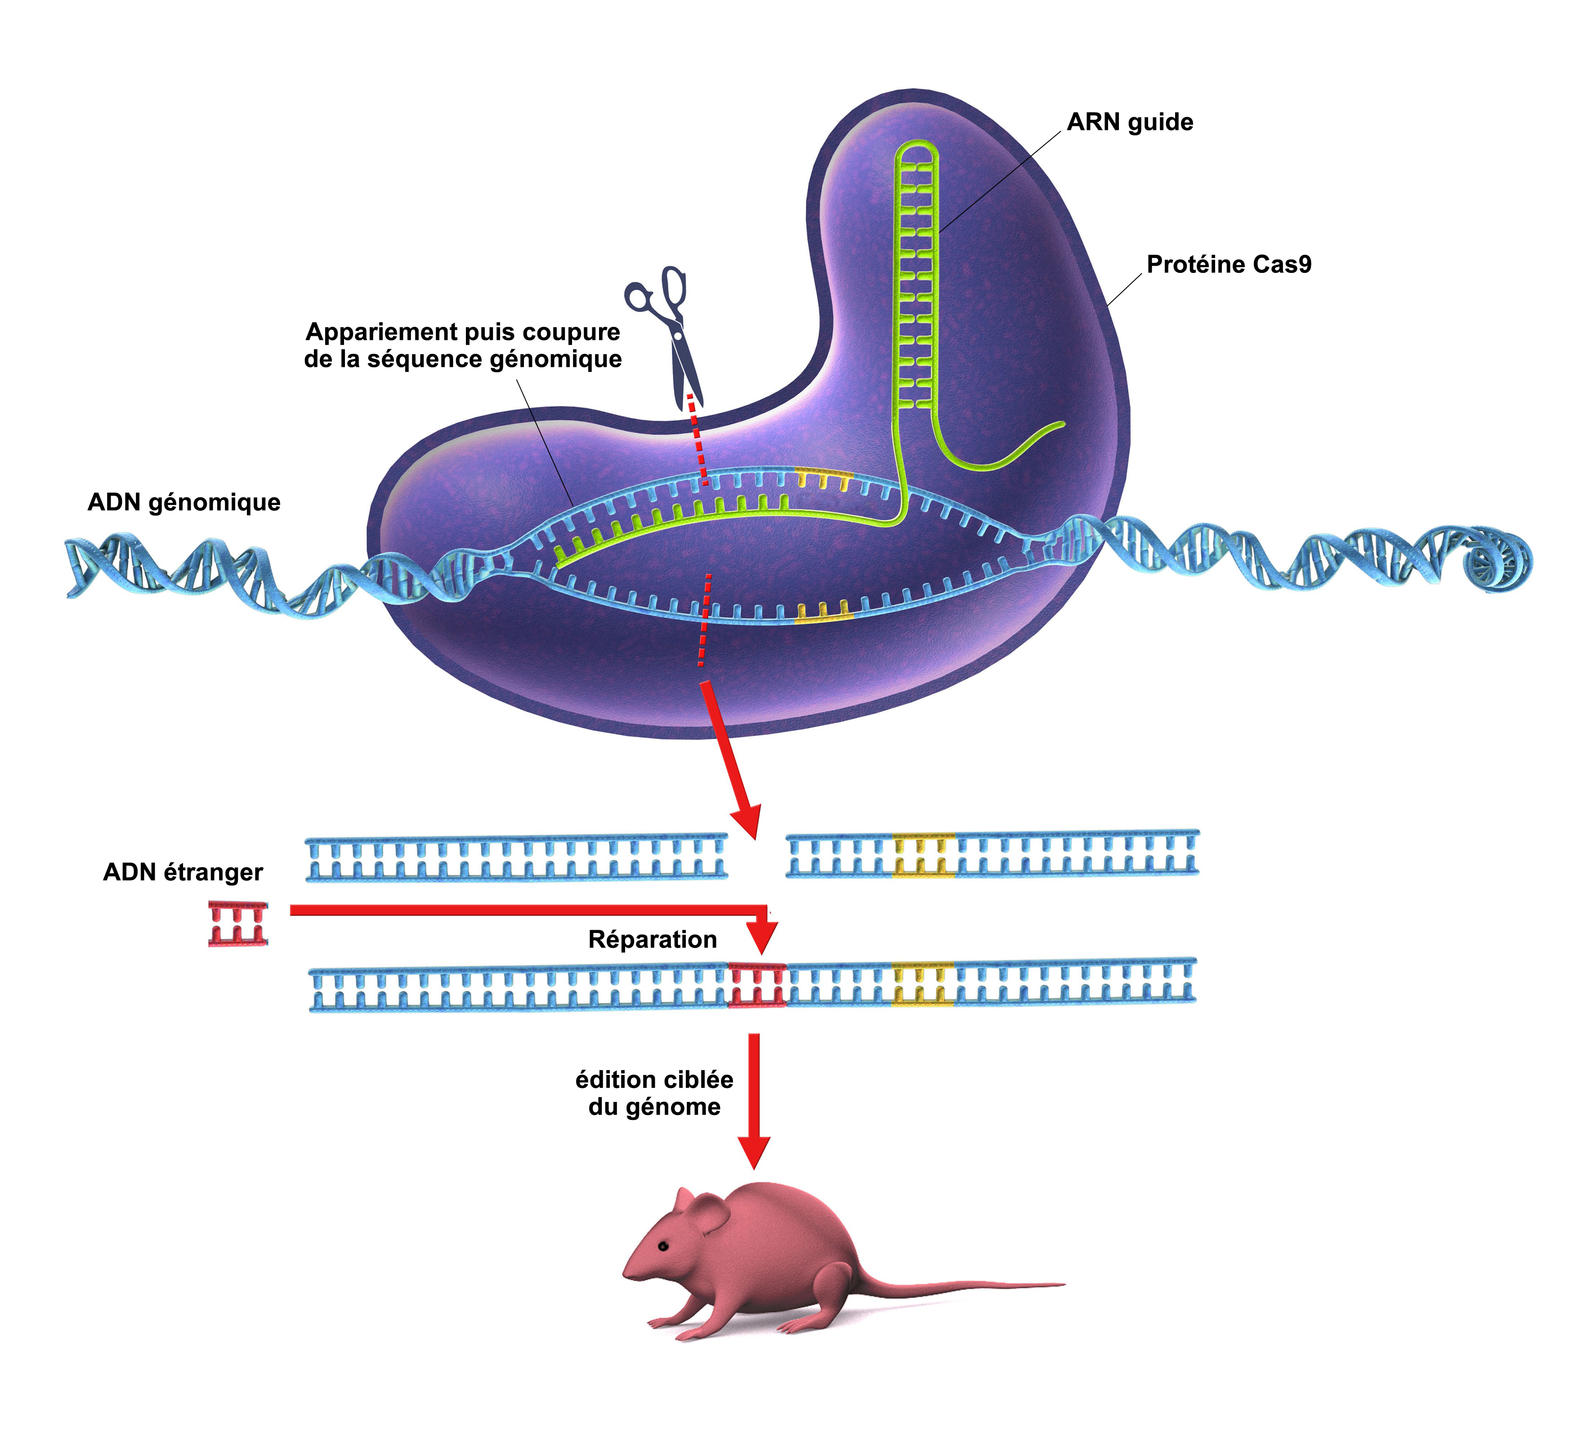 ARN guide
Protéine Cas9
Appariement puis coupure
de la séquence génomique
ADN génomique
ADN étranger
Réparation
édition ciblée
du génome